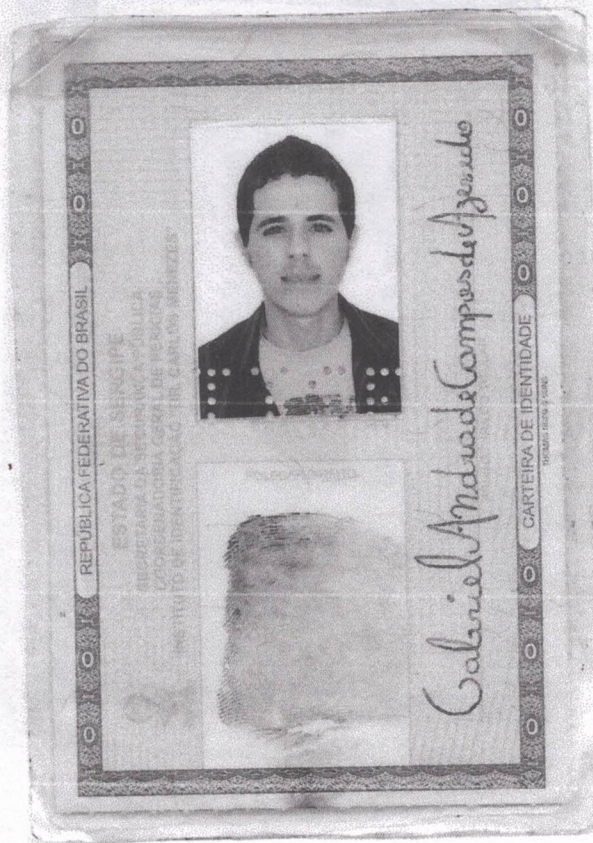 REPÚBLICA FEDERATIVA DO BRASIL
ESTADO DE SERGIPE
SECRETARIA DA SEGURANÇA PÚBLICA
COORDENADORIA GERAL DE PERÍCIAS
INSTITUTO DE IDENTIFICAÇÃO "DR. CARLOS MENEZES"
Gabriel Andrade Campos de Azevedo
CARTEIRA DE IDENTIDADE